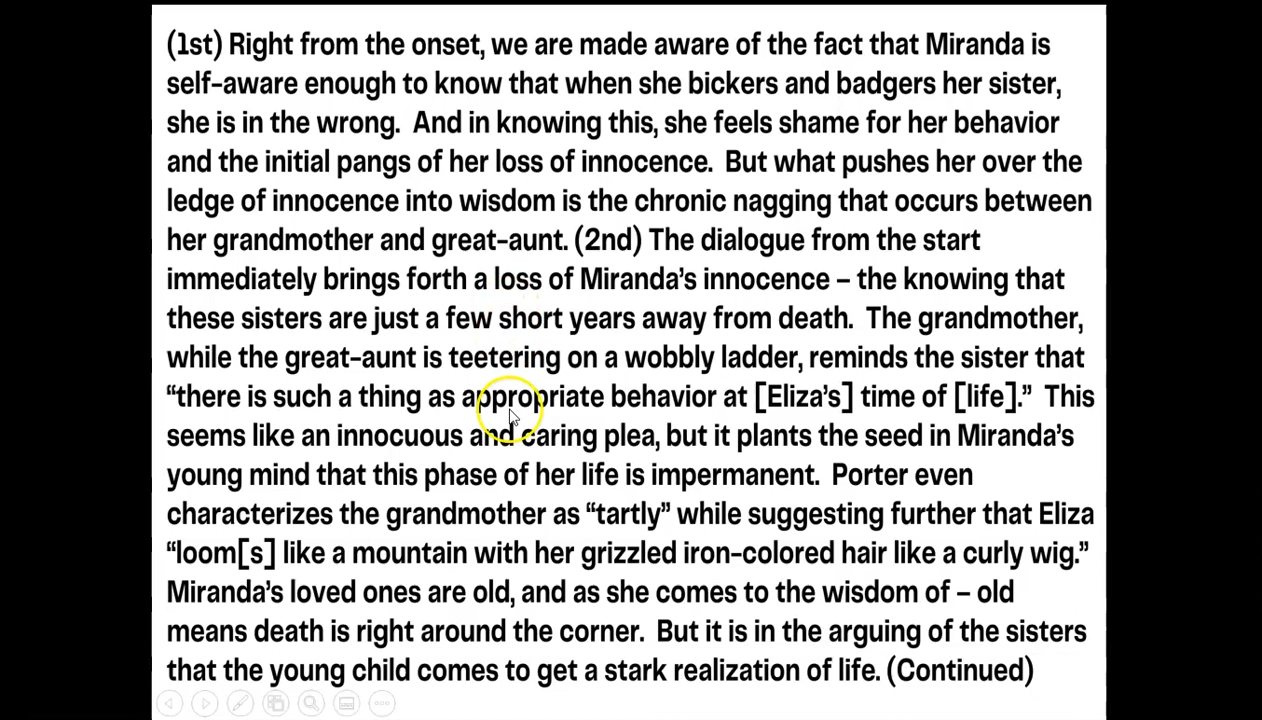 (1st) Right from the onset, we are made aware of the fact that Miranda is
self-aware enough to know that when she bickers and badgers her sister,
she is in the wrong.  And in knowing this, she feels shame for her behavior
and the initial pangs of her loss of innocence.  But what pushes her over the
ledge of innocence into wisdom is the chronic nagging that occurs between
her grandmother and great-aunt. (2nd) The dialogue from the start
immediately brings forth a loss of Miranda’s innocence – the knowing that
these sisters are just a few short years away from death.  The grandmother,
while the great-aunt is teetering on a wobbly ladder, reminds the sister that
“there is such a thing as appropriate behavior at [Eliza’s] time of [life].”  This
seems like an innocuous and caring plea, but it plants the seed in Miranda’s
young mind that this phase of her life is impermanent.  Porter even
characterizes the grandmother as “tartly” while suggesting further that Eliza
“loom[s] like a mountain with her grizzled iron-colored hair like a curly wig.”
Miranda’s loved ones are old, and as she comes to the wisdom of – old
means death is right around the corner.  But it is in the arguing of the sisters
that the young child comes to get a stark realization of life. (Continued)